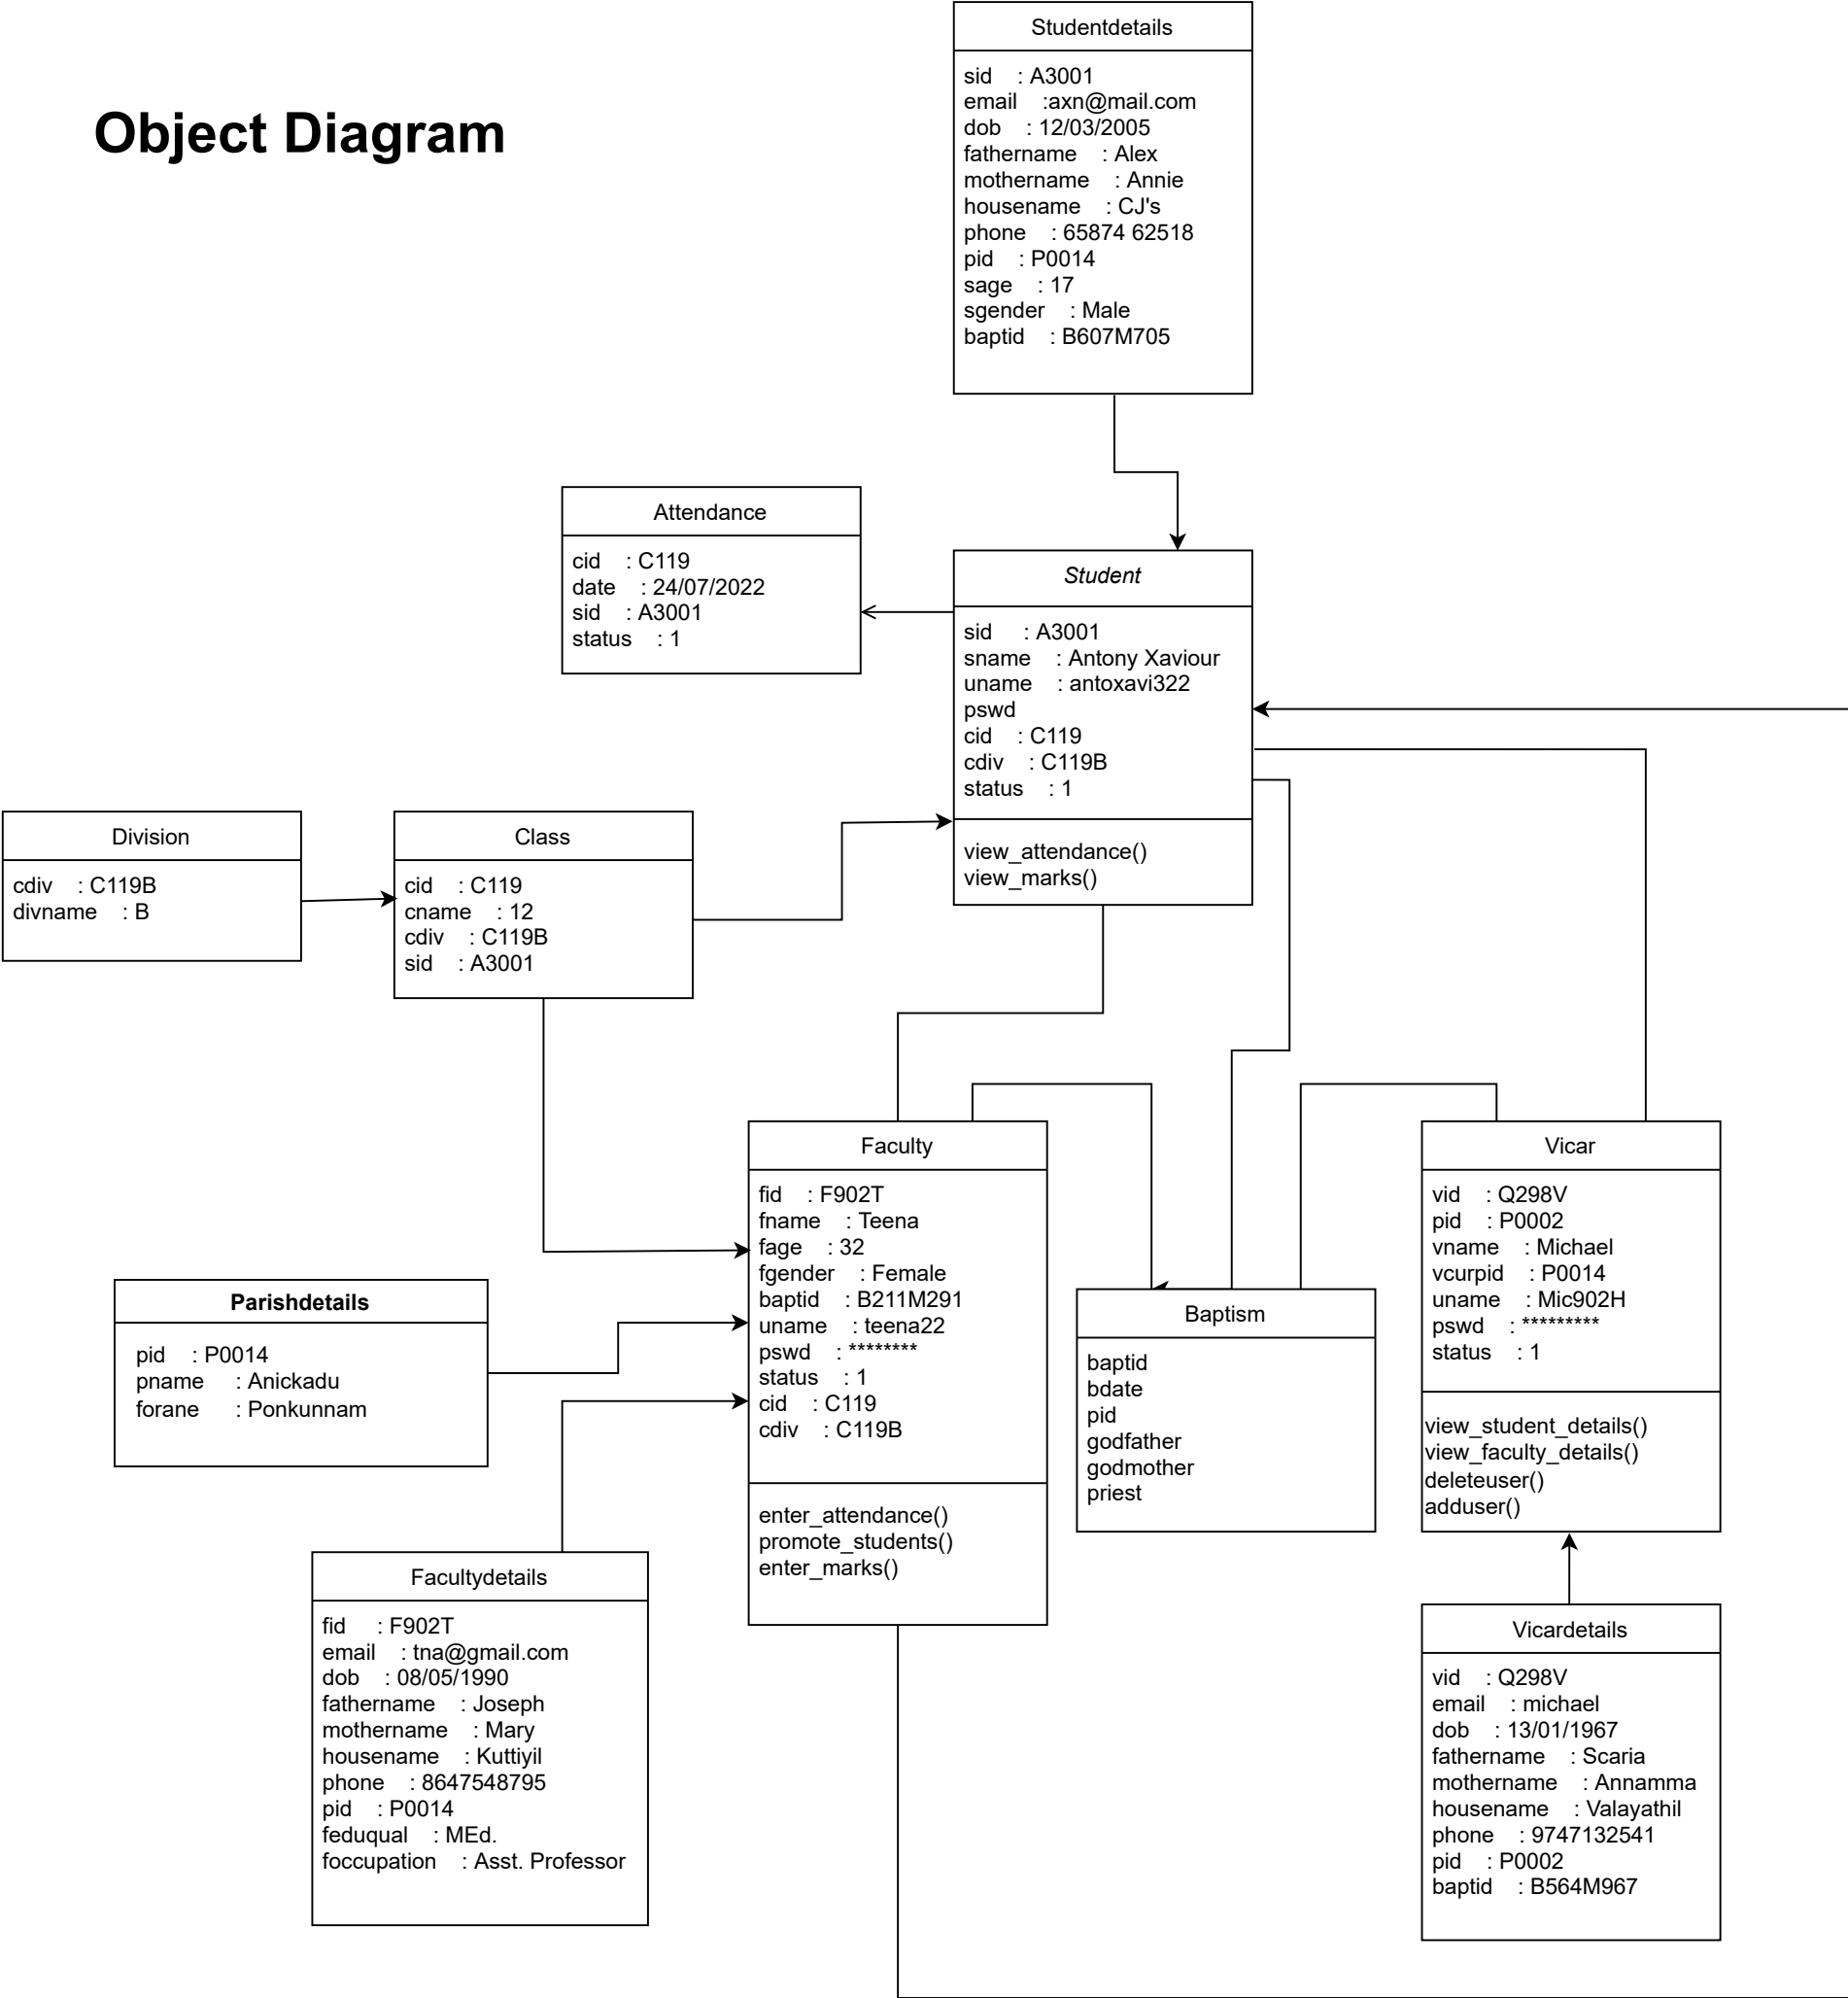 Object Diagram
Studentdetails
sid : A3001
email :axn@mail.com
dob : 12/03/2005
fathername : Alex
mothername : Annie
housename : CJ's
phone : 65874 62518
pid : P0014
sage : 17
sgender : Male
baptid : B607M705
Attendance
cid : C119
date : 24/07/2022
sid : A3001
status : 1
Student
sid : A3001
sname : Antony Xaviour
uname : antoxavi322
pswd
cid : C119
cdiv : C119B
status : 1
view_attendance()
view_marks()
Division
cdiv : C119B
divname : B
Class
cid : C119
cname : 12
cdiv : C119B
sid : A3001
Faculty
fid : F902T
fname : Teena
fage : 32
fgender : Female
baptid : B211M291
uname : teena22
pswd : ********
status : 1
cid : C119
cdiv : C119B
enter_attendance()
promote_students()
enter_marks()
Parishdetails
pid : P0014
pname : Anickadu
forane : Ponkunnam
Baptism
baptid
bdate
pid
godfather
godmother
priest
Vicar
vid : Q298V
pid : P0002
vname : Michael
vcurpid : P0014
uname : Mic902H
pswd : *********
status : 1
view_student_details()
view_faculty_details()
deleteuser()
adduser()
Facultydetails
fid : F902T
email : tna@gmail.com
dob : 08/05/1990
fathername : Joseph
mothername : Mary
housename : Kuttiyil
phone : 8647548795
pid : P0014
feduqual : MEd.
foccupation : Asst. Professor
Vicardetails
vid : Q298V
email : michael
dob : 13/01/1967
fathername : Scaria
mothername : Annamma
housename : Valayathil
phone : 9747132541
pid : P0002
baptid : B564M967